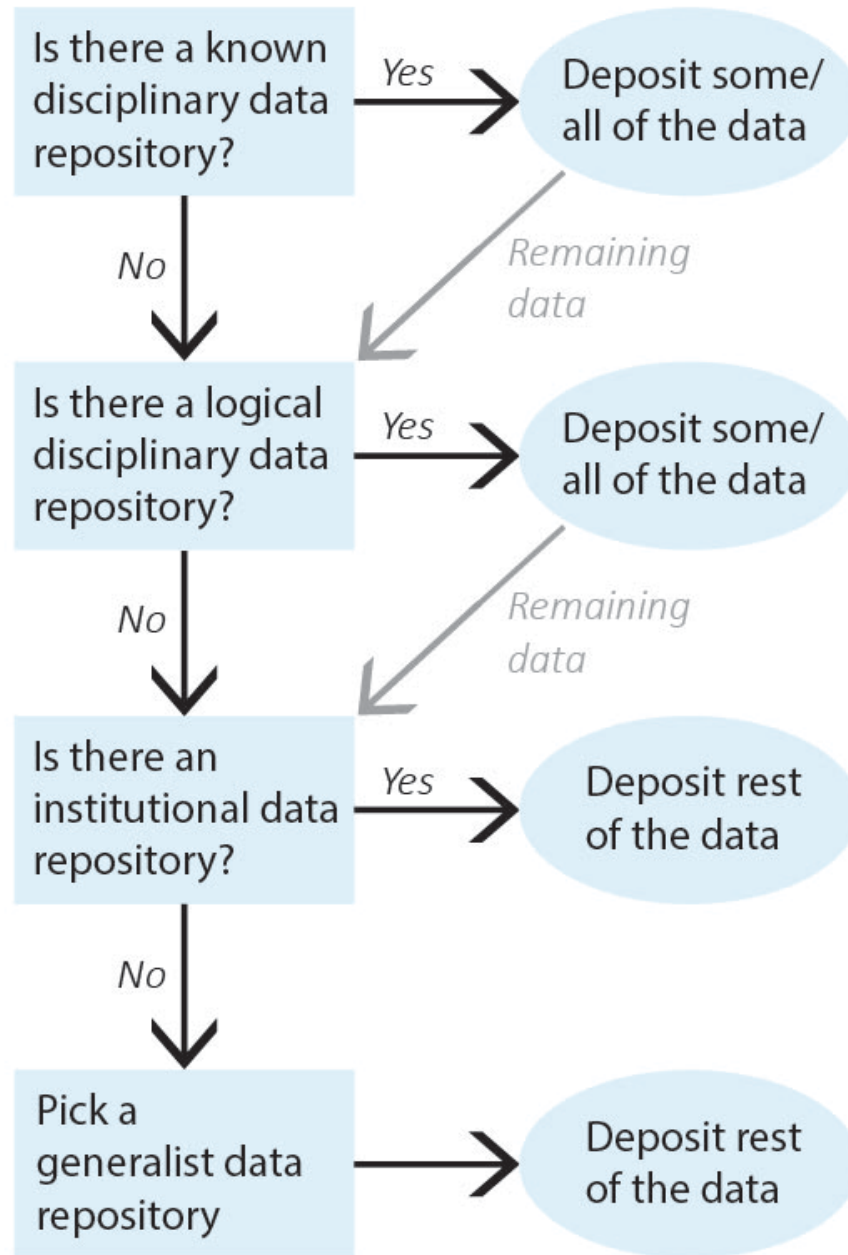 Is there a known
disciplinary data
repository?
Yes
Deposit some/
all of the data
No
Remaining
data
Is there a logical
disciplinary data
repository?
Yes
Deposit some/
all of the data
No
Remaining
data
Is there an
institutional data
repository?
Yes
Deposit rest
of the data
No
Pick a
generalist data
repository
Deposit rest
of the data